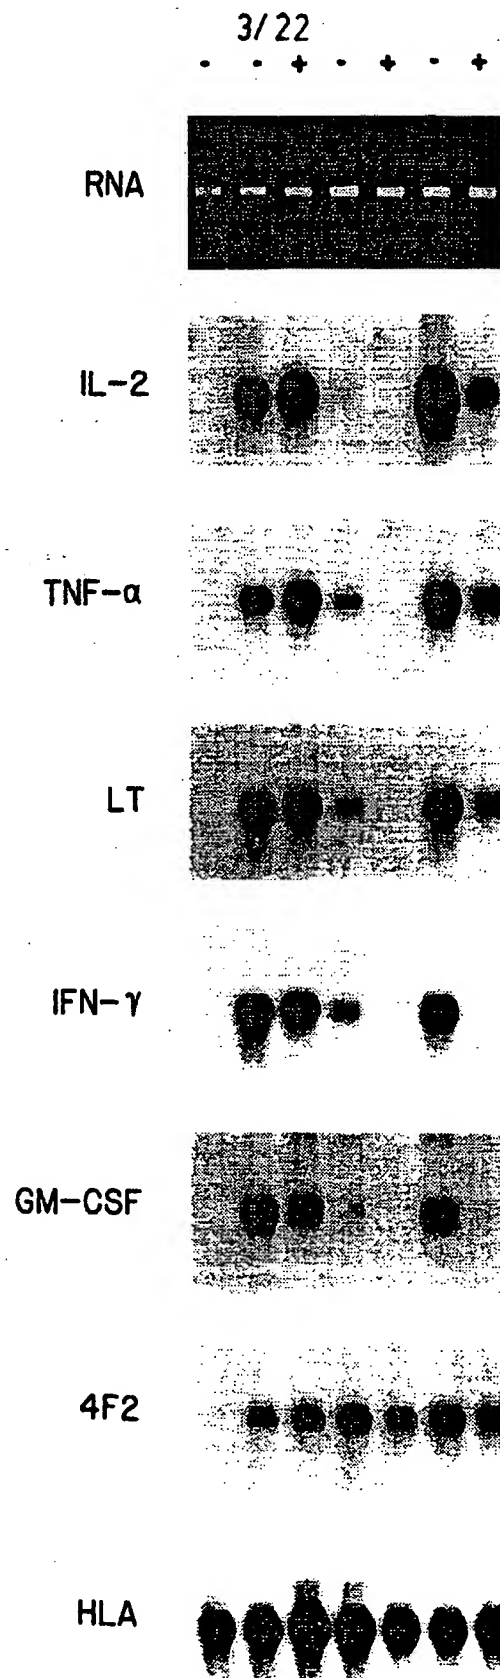 3/22
- - + - + - +
RNA
IL-2
TNF-α
LT
IFN-γ
GM-CSF
4F2
HLA